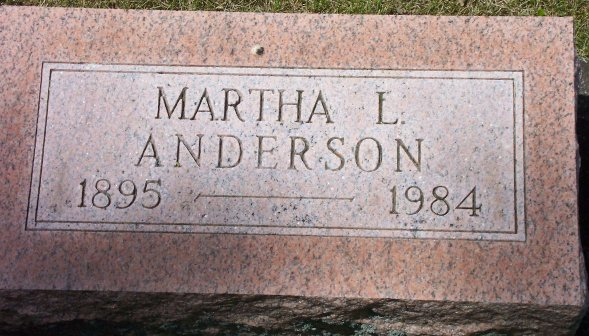 MARTHA L.
ANDERSON
1895 — 1984